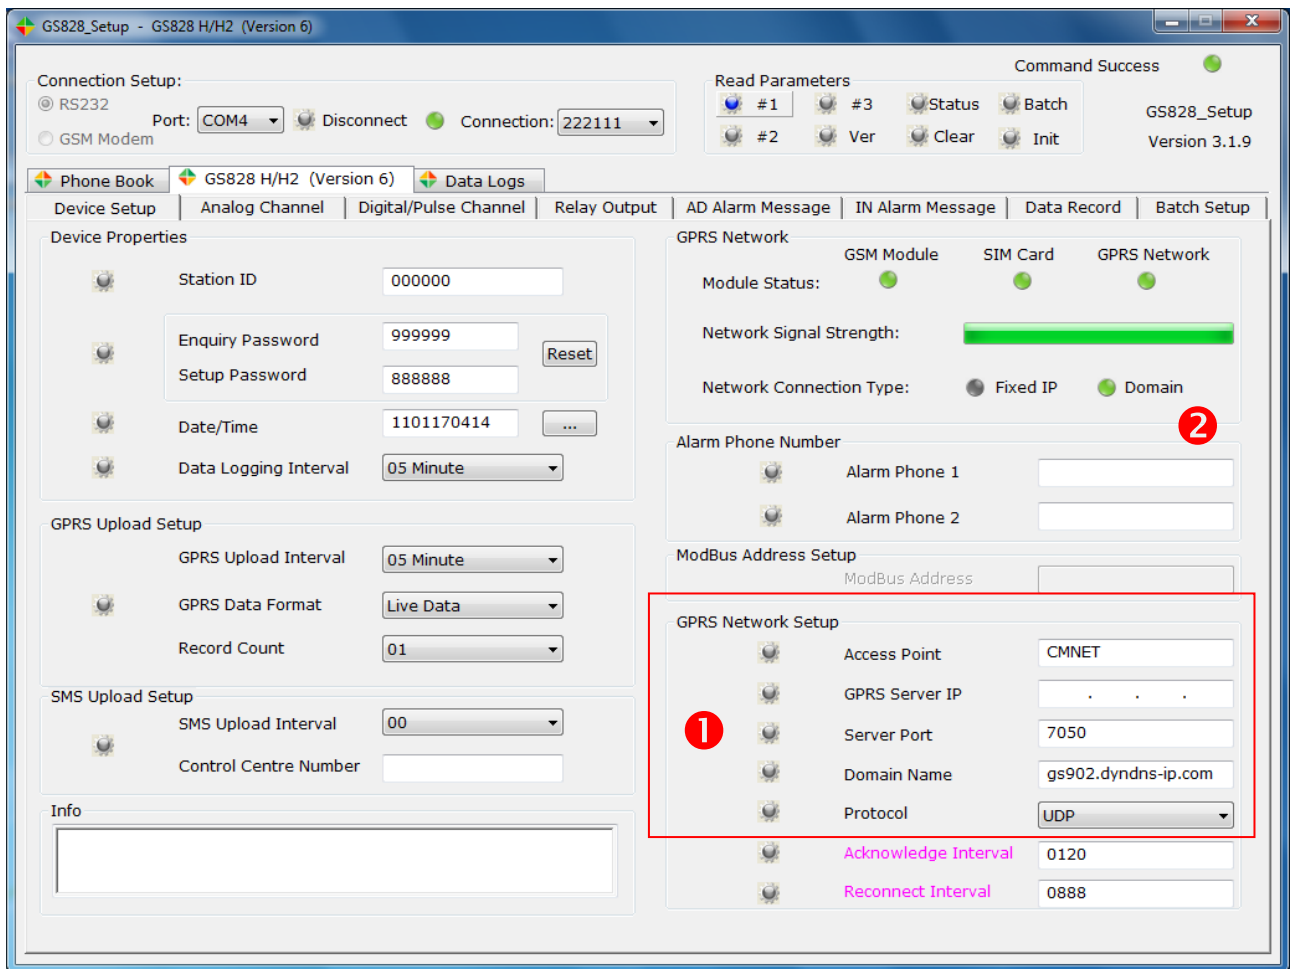 GS828_Setup - GS828 H/H2 (Version 6)
Command Success
Connection Setup:
RS232
Port: COM4 Disconnect Connection: 222111
GSM Modem
Read Parameters
#1 #3 Status Batch
#2 Ver Clear Init
GS828_Setup
Version 3.1.9
Phone Book GS828 H/H2 (Version 6) Data Logs
Device Setup Analog Channel Digital/Pulse Channel Relay Output AD Alarm Message IN Alarm Message Data Record Batch Setup
Device Properties
Station ID 000000
Enquiry Password 999999
Reset
Setup Password 888888
Date/Time 1101170414 ...
Data Logging Interval 05 Minute
GPRS Upload Setup
GPRS Upload Interval 05 Minute
GPRS Data Format Live Data
Record Count 01
SMS Upload Setup
SMS Upload Interval 00
Control Centre Number
Info
GPRS Network
GSM Module SIM Card GPRS Network
Module Status:
Network Signal Strength:
Network Connection Type: Fixed IP Domain
2
Alarm Phone Number
Alarm Phone 1
Alarm Phone 2
ModBus Address Setup
ModBus Address
GPRS Network Setup
Access Point CMNET
GPRS Server IP . . .
1
Server Port 7050
Domain Name gs902.dyndns-ip.com
Protocol UDP
Acknowledge Interval 0120
Reconnect Interval 0888